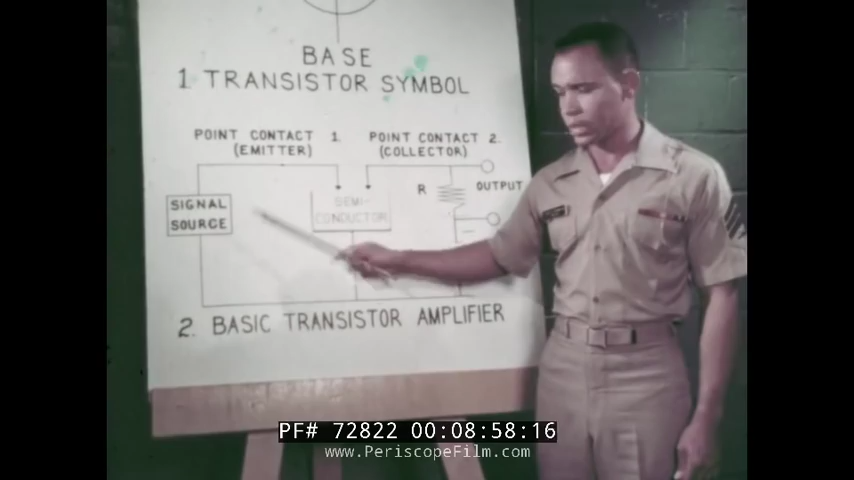 BASE
1 TRANSISTOR SYMBOL
POINT CONTACT 1.
(EMITTER)
POINT CONTACT 2.
(COLLECTOR)
SIGNAL
SOURCE
SEMI-
CONDUCTOR
R
OUTPUT
2. BASIC TRANSISTOR AMPLIFIER
PF# 72822 00:08:58:16
www.PeriscopeFilm.com